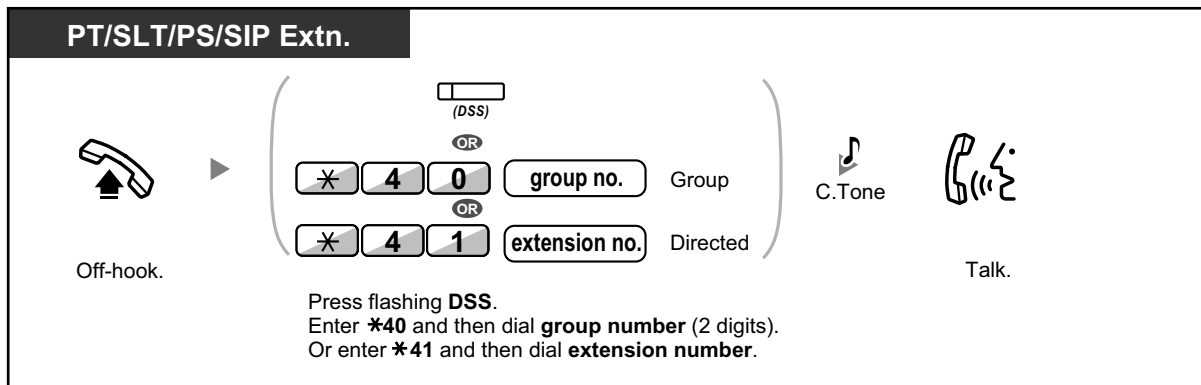 PT/SLT/PS/SIP Extn.
(DSS)
OR
* 4 0 group no. Group
OR
* 4 1 extension no. Directed
C.Tone
Off-hook.
Talk.
Press flashing DSS.
Enter *40 and then dial group number (2 digits).
Or enter *41 and then dial extension number.